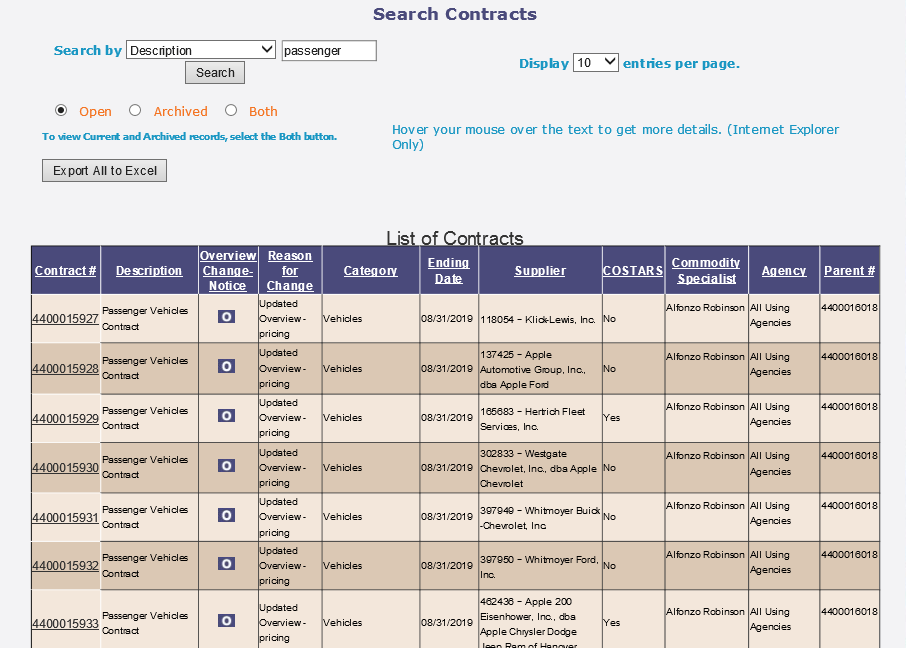 Search Contracts
Search by Description passenger
Search
Display 10 entries per page.
Open Archived Both
To view Current and Archived records, select the Both button.
Hover your mouse over the text to get more details. (Internet Explorer
Only)
Export All to Excel
List of Contracts
Contract # Description Overview Change-Notice Reason for Change Category Ending Date Supplier COSTARS Commodity Specialist Agency Parent #
4400015927 Passenger Vehicles Contract O Updated Overview - pricing Vehicles 08/31/2019 118054 – Klick-Lewis, Inc. No Alfonzo Robinson All Using Agencies 4400016018
4400015928 Passenger Vehicles Contract O Updated Overview - pricing Vehicles 08/31/2019 137425 – Apple Automotive Group, Inc., dba Apple Ford No Alfonzo Robinson All Using Agencies 4400016018
4400015929 Passenger Vehicles Contract O Updated Overview - pricing Vehicles 08/31/2019 165683 – Hertrich Fleet Services, Inc. Yes Alfonzo Robinson All Using Agencies 4400016018
4400015930 Passenger Vehicles Contract O Updated Overview - pricing Vehicles 08/31/2019 302833 – Westgate Chevrolet, Inc., dba Apple Chevrolet No Alfonzo Robinson All Using Agencies 4400016018
4400015931 Passenger Vehicles Contract O Updated Overview - pricing Vehicles 08/31/2019 397949 – Whitmoyer Buick -Chevrolet, Inc. No Alfonzo Robinson All Using Agencies 4400016018
4400015932 Passenger Vehicles Contract O Updated Overview - pricing Vehicles 08/31/2019 397950 – Whitmoyer Ford, Inc. No Alfonzo Robinson All Using Agencies 4400016018
4400015933 Passenger Vehicles Contract O Updated Overview - pricing Vehicles 08/31/2019 462436 – Apple 200 Eisenhower, Inc., dba Apple Chrysler Dodge Jeep Ram of Hanover Yes Alfonzo Robinson All Using Agencies 4400016018